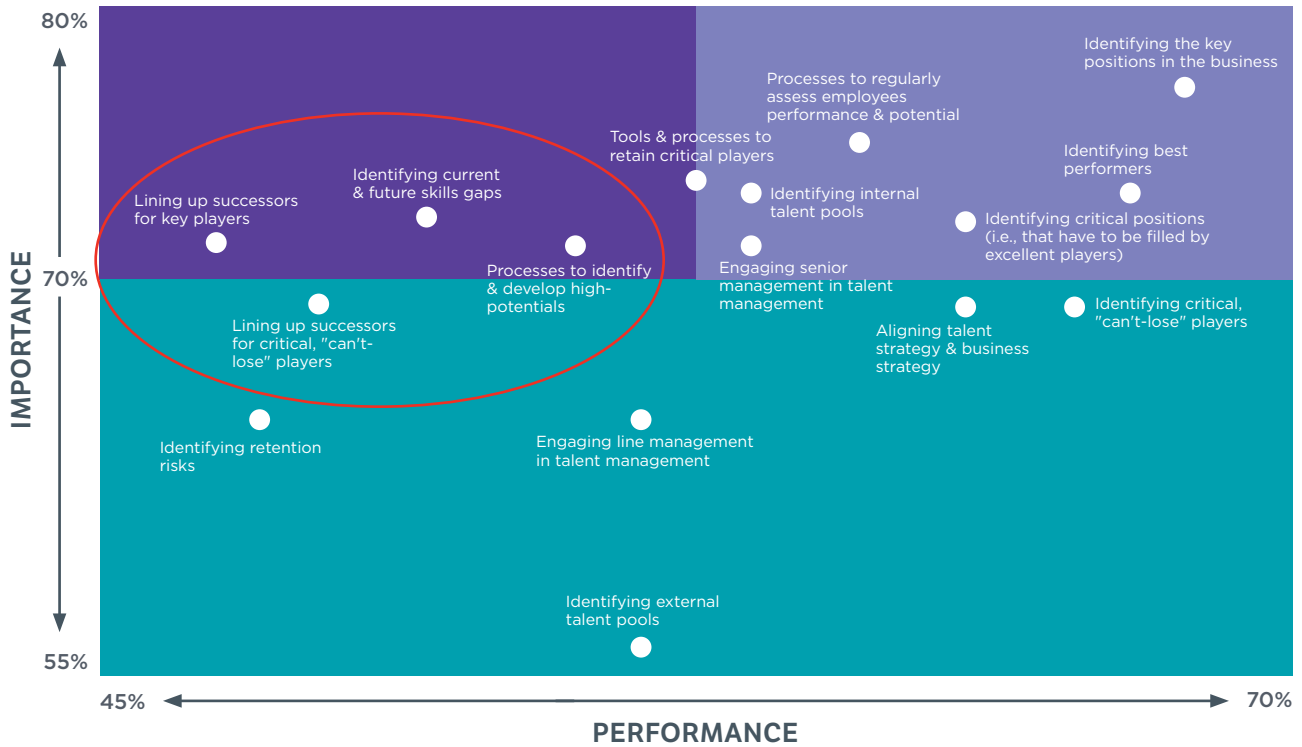 80%
Identifying the key
positions in the business
Processes to regularly
assess employees
performance & potential
Tools & processes to
retain critical players
Identifying best
performers
Identifying current
& future skills gaps
Identifying internal
talent pools
Lining up successors
for key players
Identifying critical positions
(i.e., that have to be filled by
excellent players)
Processes to identify
& develop high-
potentials
Engaging senior
management in talent
management
70%
IMPORTANCE
Lining up successors
for critical, "can't-
lose" players
Aligning talent
strategy & business
strategy
Identifying critical,
"can't-lose" players
Identifying retention
risks
Engaging line management
in talent management
Identifying external
talent pools
55%
45%
70%
PERFORMANCE